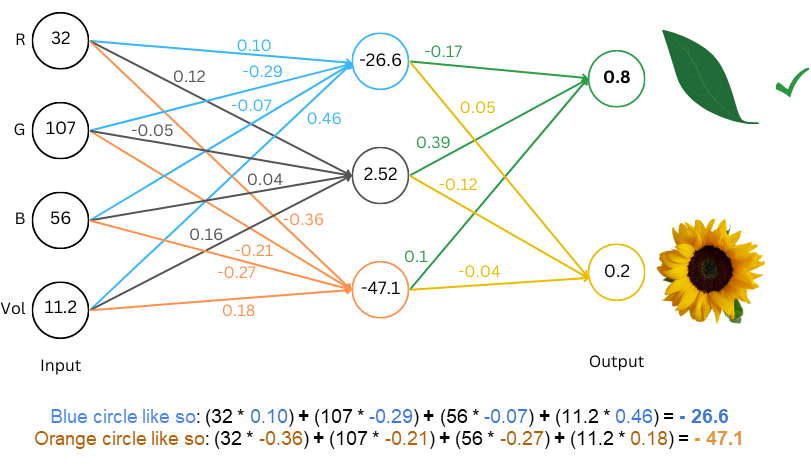 R 32
G 107
B 56
Vol 11.2
Input
0.10
-0.29
-0.07
0.46
0.12
-0.05
0.04
0.16
-0.36
-0.21
-0.27
0.18
-26.6
2.52
-47.1
-0.17
0.05
0.39
-0.12
0.1
-0.04
0.8
0.2
Output
Blue circle like so: (32 * 0.10) + (107 * -0.29) + (56 * -0.07) + (11.2 * 0.46) = - 26.6
Orange circle like so: (32 * -0.36) + (107 * -0.21) + (56 * -0.27) + (11.2 * 0.18) = - 47.1